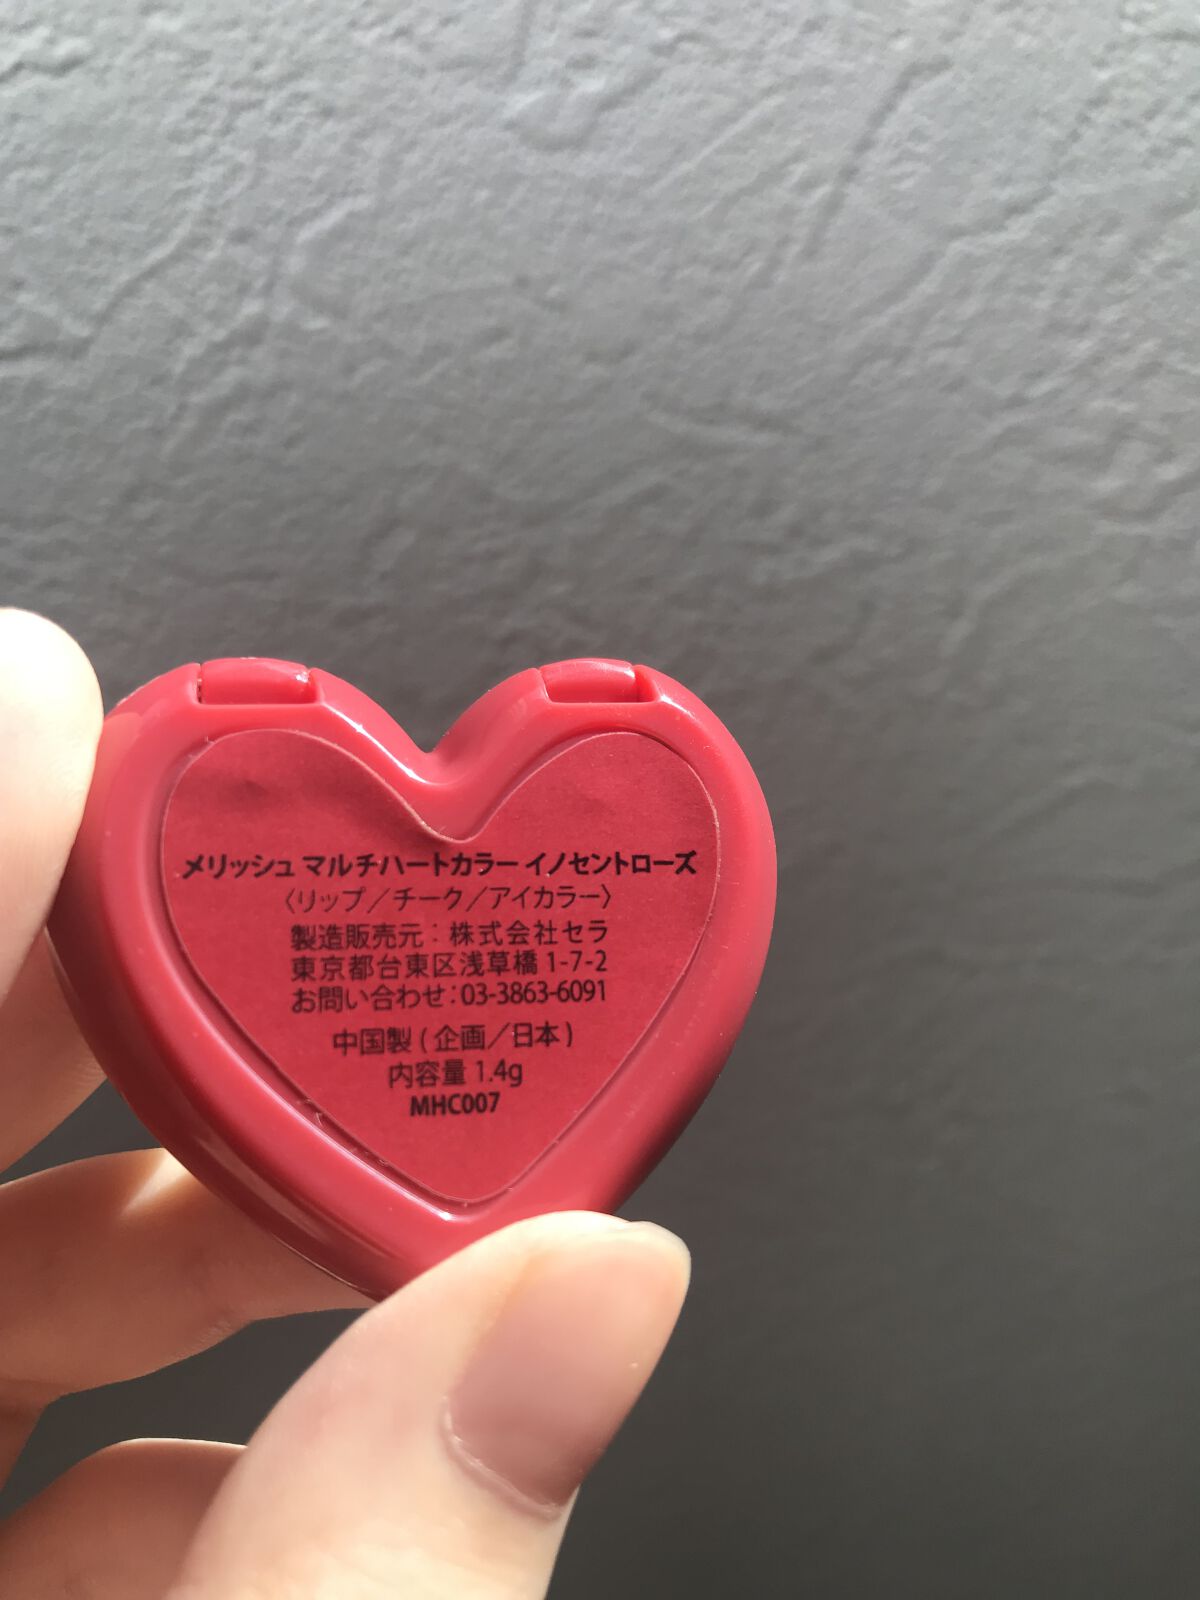 メリッシュ マルチハートカラー イノセントローズ
〈リップ／チーク／アイカラー〉
製造販売元：株式会社セラ
東京都台東区浅草橋 1-7-2
お問い合わせ：03-3863-6091
中国製 ( 企画／日本 )
内容量 1.4g
MHC007